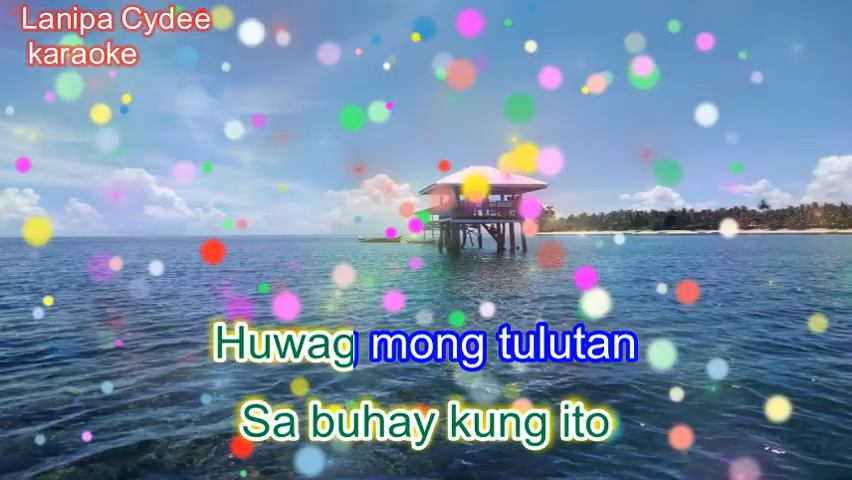 Lanipa Cydee
karaoke
Huwag mong tulutan
Sa buhay kung ito